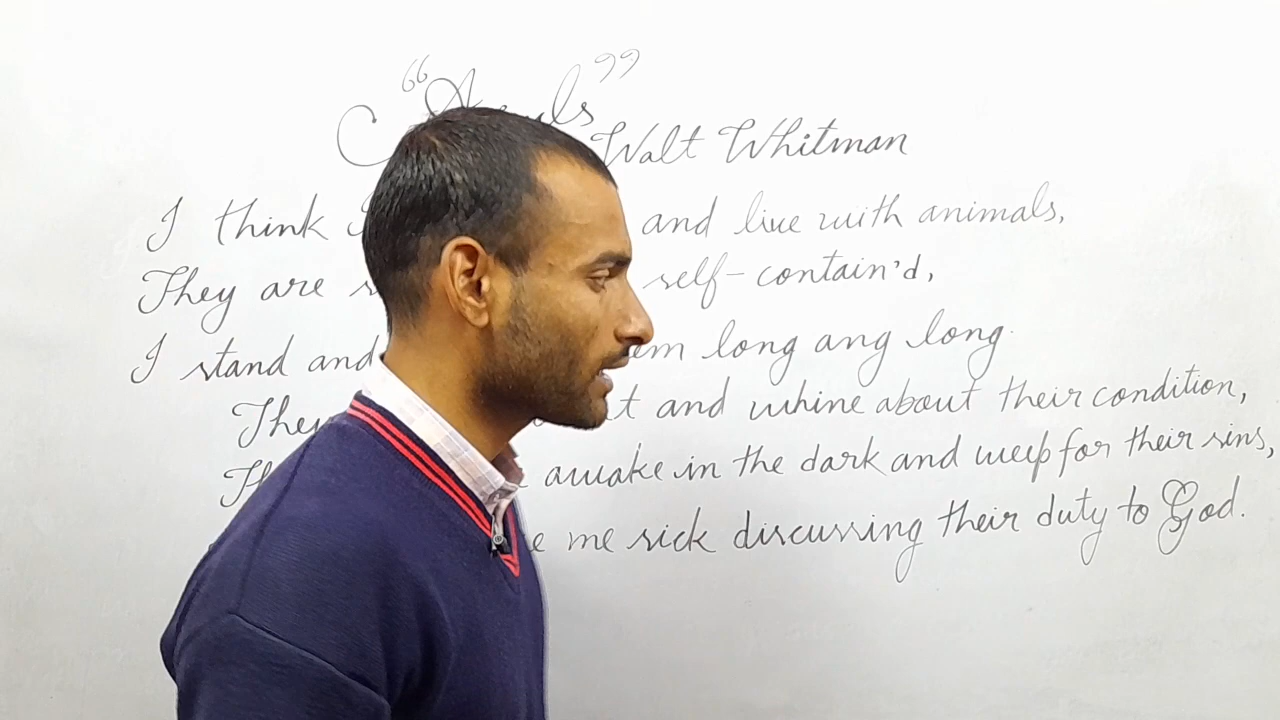 Walt Whitman
I think and live with animals,
They are self-contain'd,
I stand and long ang long.
They and whine about their condition,
awake in the dark and weep for their sins,
me sick discussing their duty to God.